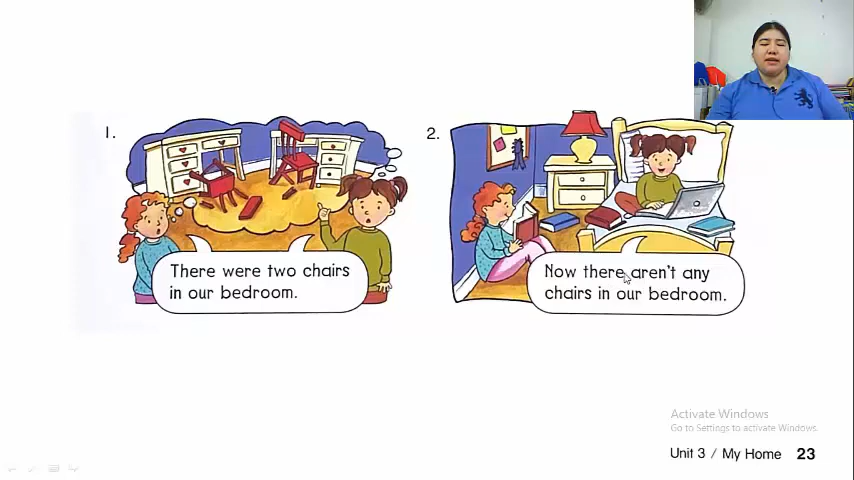 1.
There were two chairs
in our bedroom.
2.
Now there aren't any
chairs in our bedroom.
Activate Windows
Go to Settings to activate Windows.
Unit 3 / My Home 23